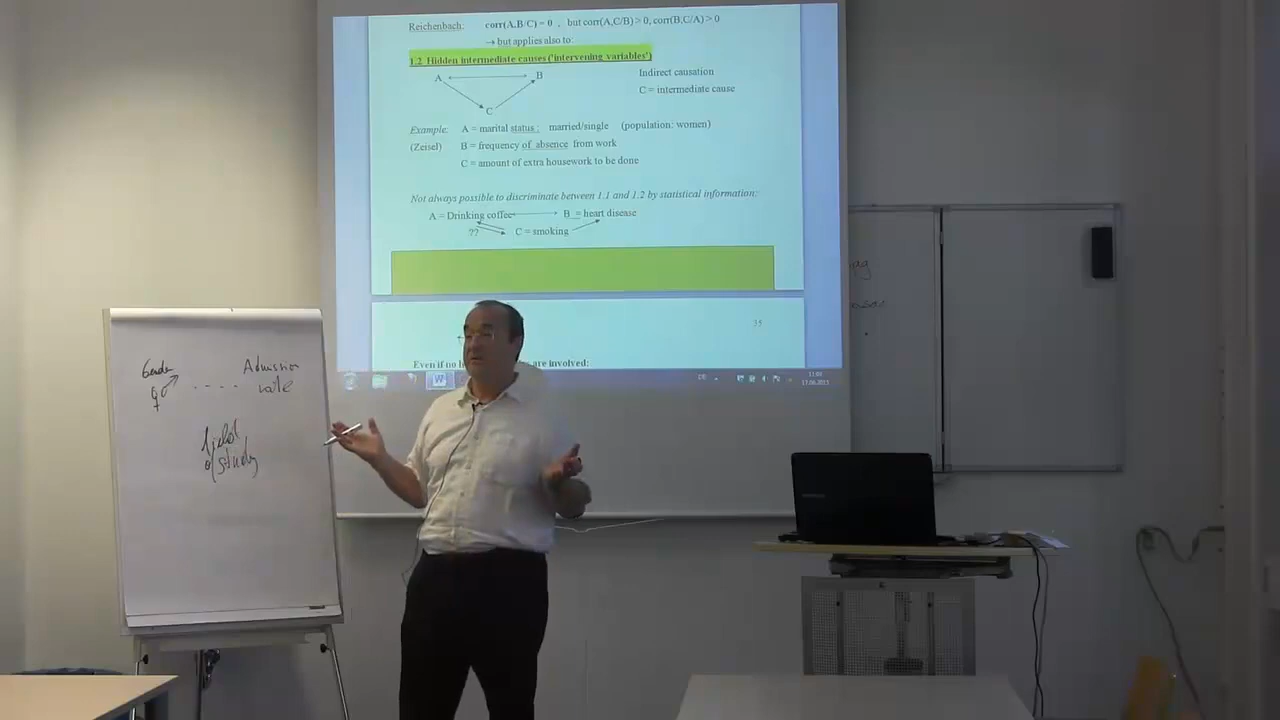 Reichenbach: corr(A,B/C) = 0 , but corr(A,C/B) > 0, corr(B,C/A) > 0
→ but applies also to:
1.2 Hidden intermediate causes ('intervening variables')
A B Indirect causation
C C = intermediate cause
Example: A = marital status : married/single (population: women)
(Zeisel) B = frequency of absence from work
C = amount of extra housework to be done
Not always possible to discriminate between 1.1 and 1.2 by statistical information:
A = Drinking coffee B = heart disease
?? C = smoking
35
Even if no are involved:
Gender ♀♂ .... Admission
rate
field
of study